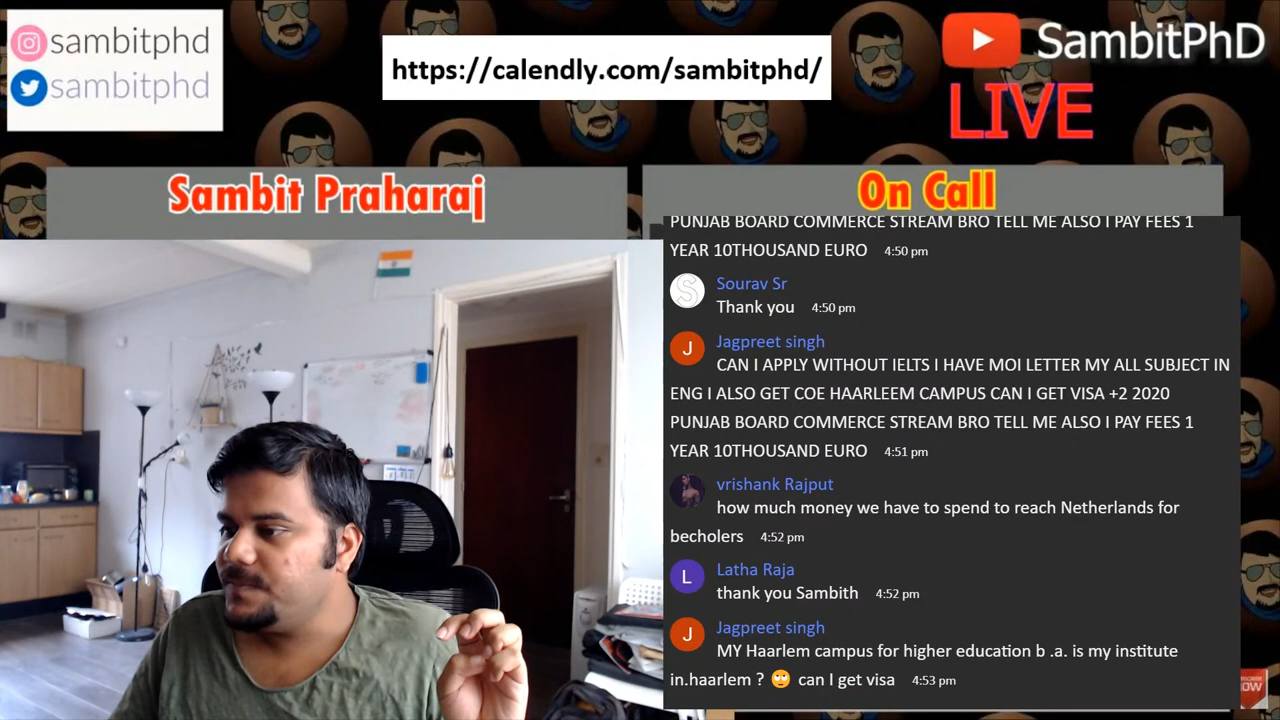 sambitphd
sambitphd
https://calendly.com/sambitphd/
SambitPhD
LIVE
Sambit Praharaj
On Call
PUNJAB BOARD COMMERCE STREAM BRO TELL ME ALSO I PAY FEES 1
YEAR 10THOUSAND EURO 4:50 pm
Sourav Sr
Thank you 4:50 pm
Jagpreet singh
CAN I APPLY WITHOUT IELTS I HAVE MOI LETTER MY ALL SUBJECT IN
ENG I ALSO GET COE HAARLEEM CAMPUS CAN I GET VISA +2 2020
PUNJAB BOARD COMMERCE STREAM BRO TELL ME ALSO I PAY FEES 1
YEAR 10THOUSAND EURO 4:51 pm
vrishank Rajput
how much money we have to spend to reach Netherlands for
becholers 4:52 pm
Latha Raja
thank you Sambith 4:52 pm
Jagpreet singh
MY Haarlem campus for higher education b .a. is my institute
in.haarlem ? 🙄 can I get visa 4:53 pm